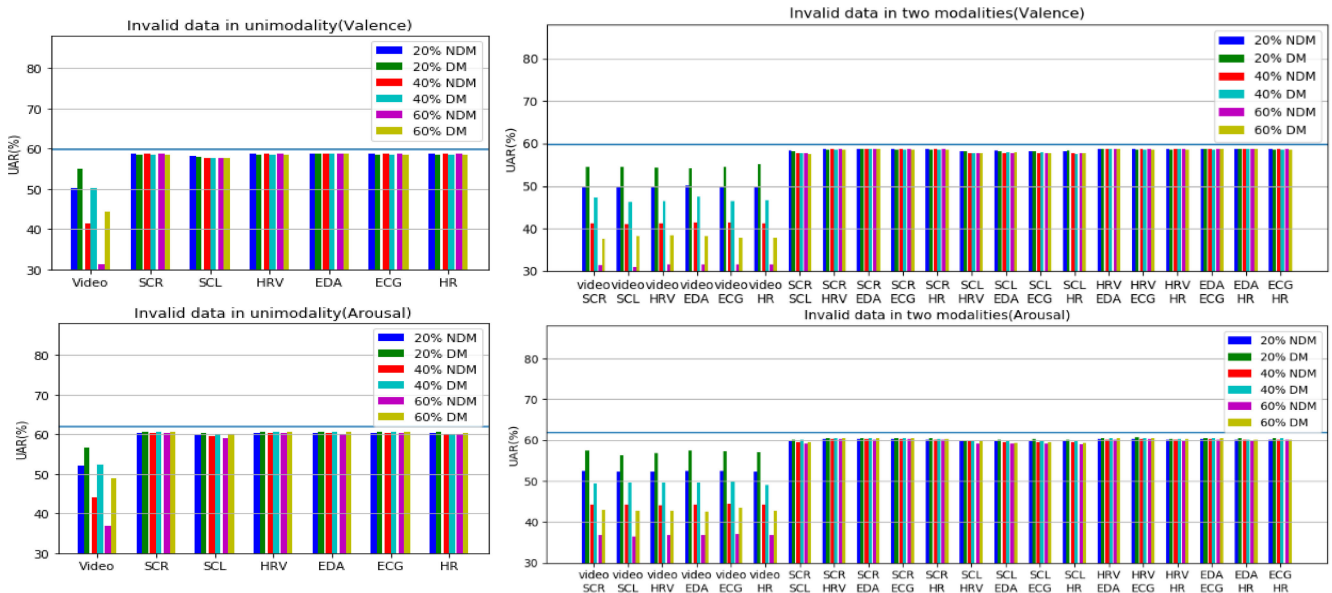 Invalid data in unimodality(Valence)
UAR(%)
80
70
60
50
40
30
20% NDM
20% DM
40% NDM
40% DM
60% NDM
60% DM
Video SCR SCL HRV EDA ECG HR
Invalid data in two modalities(Valence)
UAR(%)
80
70
60
50
40
30
20% NDM
20% DM
40% NDM
40% DM
60% NDM
60% DM
video video video video video video SCR SCR SCR SCR SCR SCL SCL SCL SCL HRV HRV HRV EDA EDA ECG
SCR SCL HRV EDA ECG HR SCL HRV EDA ECG HR HRV EDA ECG HR EDA ECG HR ECG HR HR
Invalid data in unimodality(Arousal)
UAR(%)
80
70
60
50
40
30
20% NDM
20% DM
40% NDM
40% DM
60% NDM
60% DM
Video SCR SCL HRV EDA ECG HR
Invalid data in two modalities(Arousal)
UAR(%)
80
70
60
50
40
30
20% NDM
20% DM
40% NDM
40% DM
60% NDM
60% DM
video video video video video video SCR SCR SCR SCR SCR SCL SCL SCL SCL HRV HRV HRV EDA EDA ECG
SCR SCL HRV EDA ECG HR SCL HRV EDA ECG HR HRV EDA ECG HR EDA ECG HR ECG HR HR